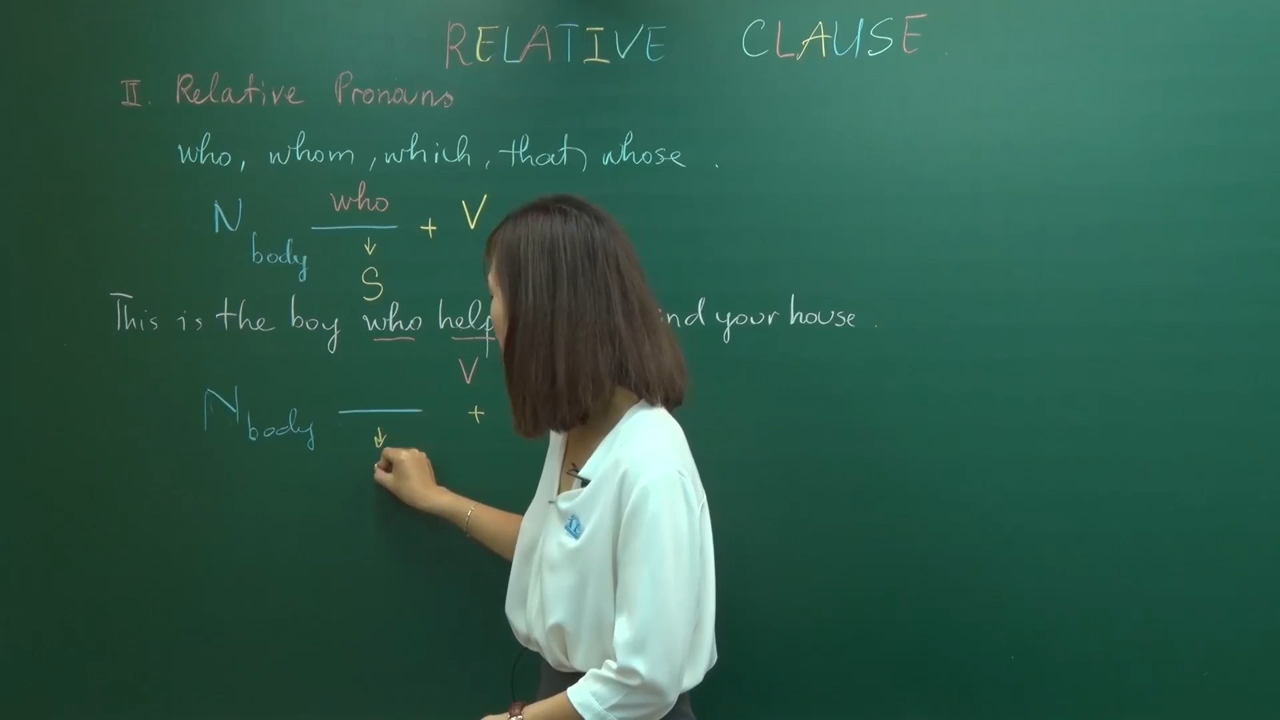 RELATIVE CLAUSE
II. Relative Pronouns
who, whom, which, that, whose.
N body who + V
↓
S
This is the boy who help your house.
V
N body ___ +
↓